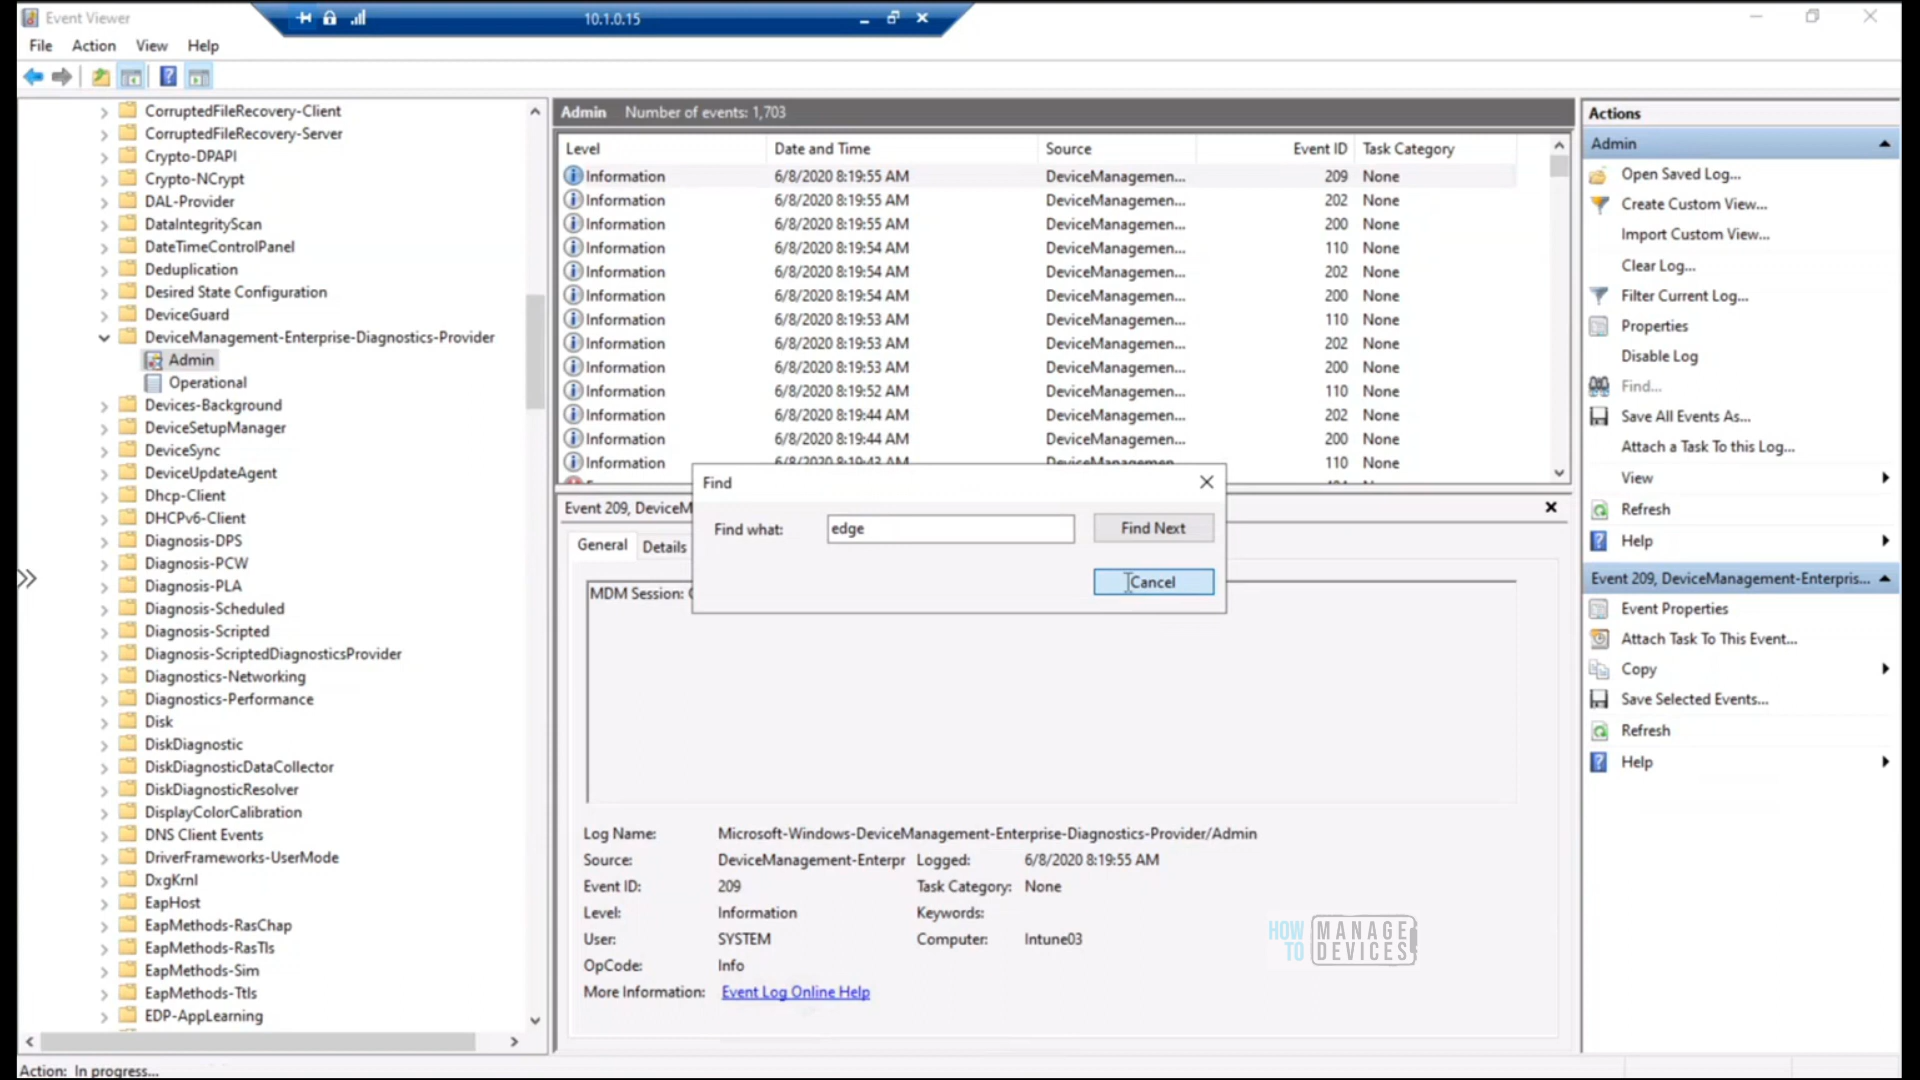 Event Viewer
10.1.0.15
File Action View Help
CorruptedFileRecovery-Client
CorruptedFileRecovery-Server
Crypto-DPAPI
Crypto-NCrypt
DAL-Provider
DataIntegrityScan
DateTimeControlPanel
Deduplication
Desired State Configuration
DeviceGuard
DeviceManagement-Enterprise-Diagnostics-Provider
Admin
Operational
Devices-Background
DeviceSetupManager
DeviceSync
DeviceUpdateAgent
Dhcp-Client
DHCPv6-Client
Diagnosis-DPS
Diagnosis-PCW
Diagnosis-PLA
Diagnosis-Scheduled
Diagnosis-Scripted
Diagnosis-ScriptedDiagnosticsProvider
Diagnostics-Networking
Diagnostics-Performance
Disk
DiskDiagnostic
DiskDiagnosticDataCollector
DiskDiagnosticResolver
DisplayColorCalibration
DNS Client Events
DriverFrameworks-UserMode
DxgKrnl
EapHost
EapMethods-RasChap
EapMethods-RasTls
EapMethods-Sim
EapMethods-Ttls
EDP-AppLearning
Action: In progress...
Admin Number of events: 1,703
Level Date and Time Source Event ID Task Category
Information 6/8/2020 8:19:55 AM DeviceManagemen... 209 None
Information 6/8/2020 8:19:55 AM DeviceManagemen... 202 None
Information 6/8/2020 8:19:55 AM DeviceManagemen... 200 None
Information 6/8/2020 8:19:54 AM DeviceManagemen... 110 None
Information 6/8/2020 8:19:54 AM DeviceManagemen... 202 None
Information 6/8/2020 8:19:54 AM DeviceManagemen... 200 None
Information 6/8/2020 8:19:53 AM DeviceManagemen... 110 None
Information 6/8/2020 8:19:53 AM DeviceManagemen... 202 None
Information 6/8/2020 8:19:53 AM DeviceManagemen... 200 None
Information 6/8/2020 8:19:52 AM DeviceManagemen... 110 None
Information 6/8/2020 8:19:44 AM DeviceManagemen... 202 None
Information 6/8/2020 8:19:44 AM DeviceManagemen... 200 None
Information 6/8/2020 8:19:43 AM DeviceManagemen... 110 None
Find
Find what: edge Find Next
Cancel
Event 209, DeviceM
General Details
MDM Session:
Log Name: Microsoft-Windows-DeviceManagement-Enterprise-Diagnostics-Provider/Admin
Source: DeviceManagement-Enterpr Logged: 6/8/2020 8:19:55 AM
Event ID: 209 Task Category: None
Level: Information Keywords:
User: SYSTEM Computer: Intune03
OpCode: Info
More Information: Event Log Online Help
HOW TO MANAGE DEVICES
Actions
Admin
Open Saved Log...
Create Custom View...
Import Custom View...
Clear Log...
Filter Current Log...
Properties
Disable Log
Find...
Save All Events As...
Attach a Task To this Log...
View
Refresh
Help
Event 209, DeviceManagement-Enterpris...
Event Properties
Attach Task To This Event...
Copy
Save Selected Events...
Refresh
Help